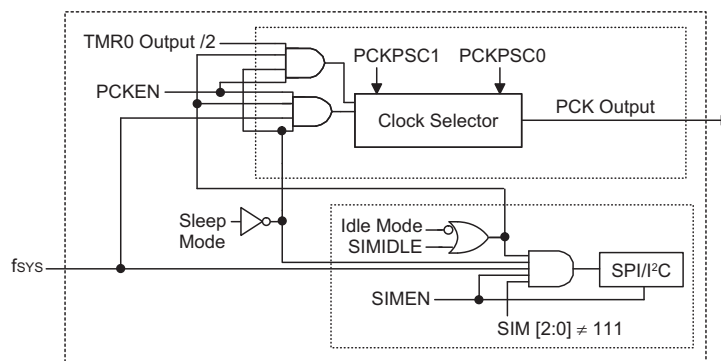 TMR0 Output /2
PCKPSC1
PCKPSC0
PCKEN
Clock Selector
PCK Output
Sleep
Mode
Idle Mode
SIMIDLE
fSYS
SPI/I²C
SIMEN
SIM [2:0] ≠ 111